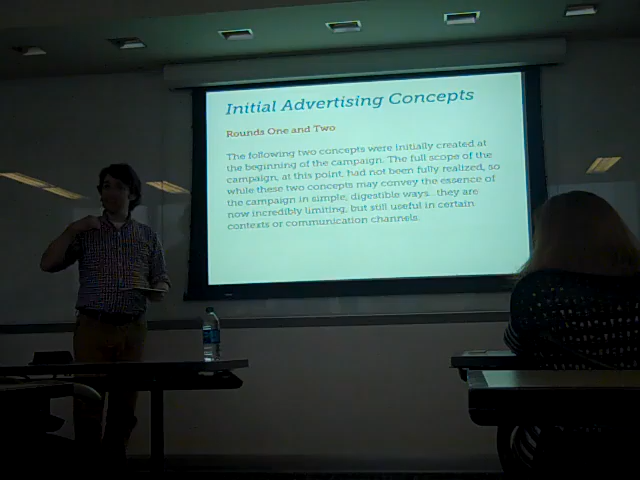 Initial Advertising Concepts
Rounds One and Two
The following two concepts were initially created at
the beginning of the campaign. The full scope of the
campaign, at this point, had not been fully realized, so
while these two concepts may convey the essence of
the campaign in simple, digestible ways...they are
now incredibly limiting, but still useful in certain
contexts or communication channels.